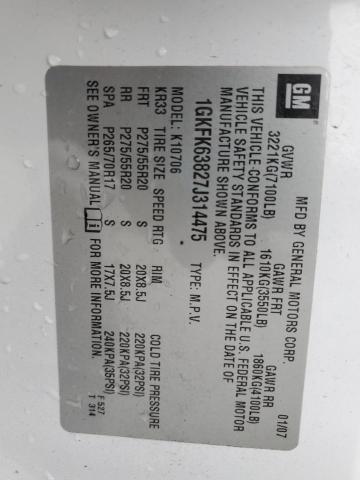 GM
MFD BY GENERAL MOTORS CORP.
01/07
GVWR GAWR FRT GAWR RR
3221KG(7100LB) 1610KG(3550LB) 1860KG(4100LB)
THIS VEHICLE CONFORMS TO ALL APPLICABLE U.S. FEDERAL MOTOR
VEHICLE SAFETY STANDARDS IN EFFECT ON THE DATE OF
MANUFACTURE SHOWN ABOVE.
1GKFK63827J314475 TYPE: M.P.V.
MODEL: K10706
KR33 TIRE SIZE SPEED RTG RIM COLD TIRE PRESSURE
FRT P275/55R20 S 20X8.5J 220KPA(32PSI)
RR P275/55R20 S 20X8.5J 220KPA(32PSI)
SPA P265/70R17 S 17X7.5J 240KPA(35PSI)
SEE OWNER'S MANUAL i FOR MORE INFORMATION.
F 527
T 314